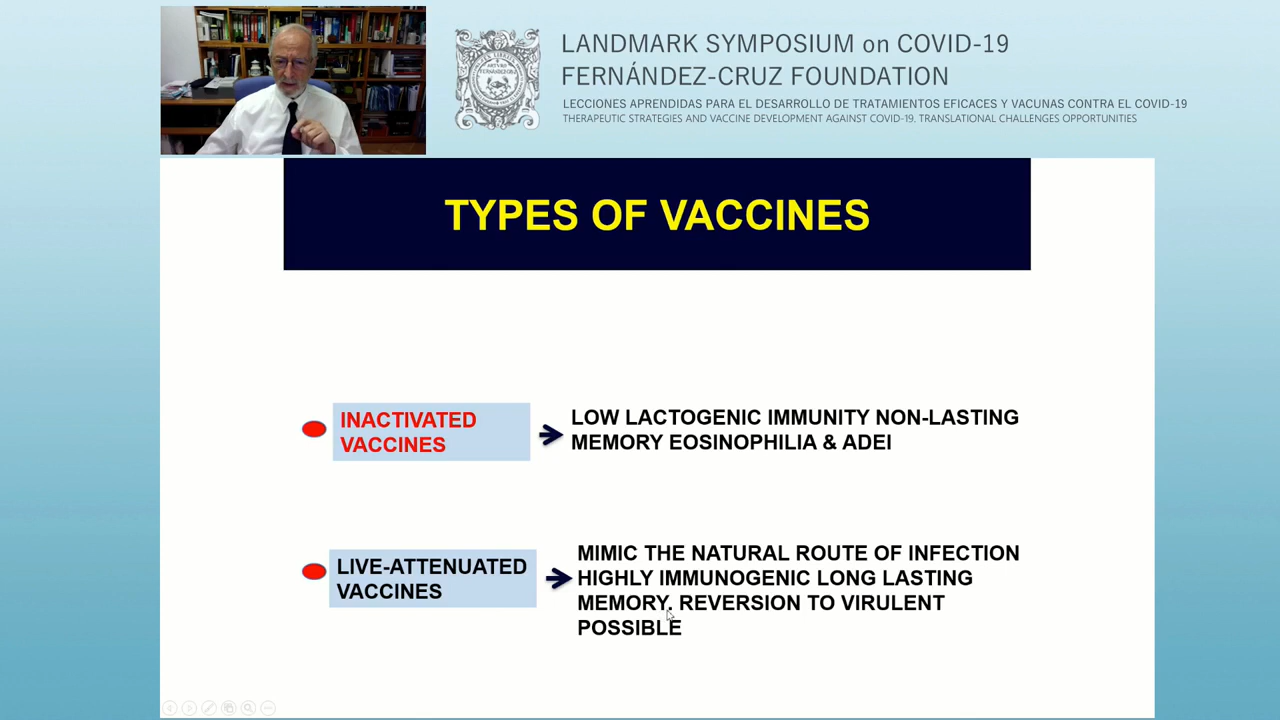 LANDMARK SYMPOSIUM on COVID-19
FERNÁNDEZ-CRUZ FOUNDATION
LECCIONES APRENDIDAS PARA EL DESARROLLO DE TRATAMIENTOS EFICACES Y VACUNAS CONTRA EL COVID-19
THERAPEUTIC STRATEGIES AND VACCINE DEVELOPMENT AGAINST COVID-19. TRANSLATIONAL CHALLENGES OPPORTUNITIES
TYPES OF VACCINES
INACTIVATED
VACCINES
LOW LACTOGENIC IMMUNITY NON-LASTING
MEMORY EOSINOPHILIA & ADEI
LIVE-ATTENUATED
VACCINES
MIMIC THE NATURAL ROUTE OF INFECTION
HIGHLY IMMUNOGENIC LONG LASTING
MEMORY. REVERSION TO VIRULENT
POSSIBLE